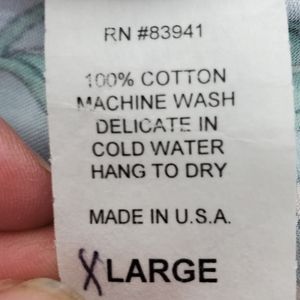 RN #83941
100% COTTON
MACHINE WASH
DELICATE IN
COLD WATER
HANG TO DRY
MADE IN U.S.A.
XLARGE